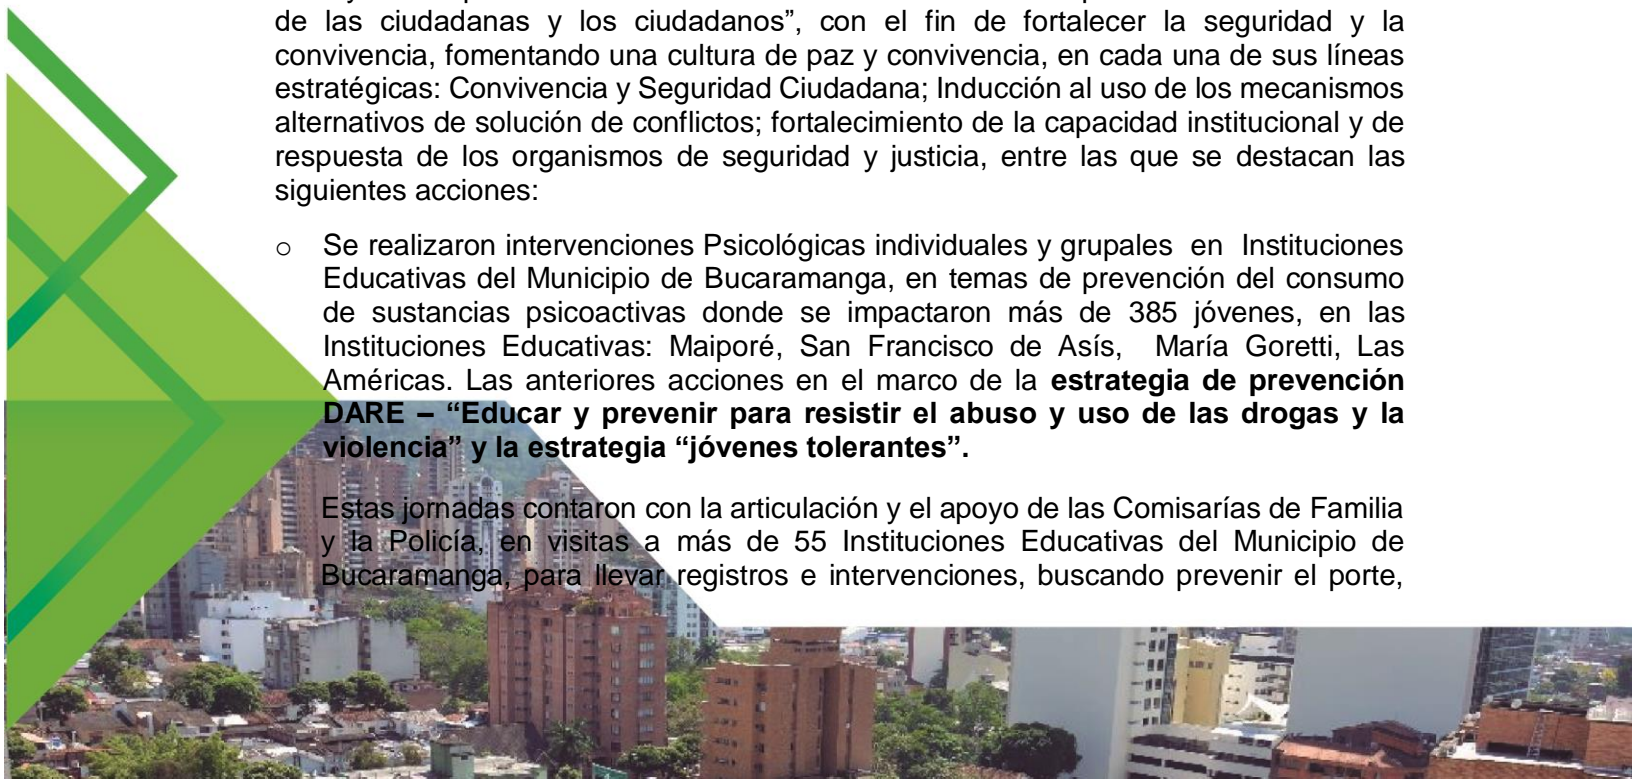 de las ciudadanas y los ciudadanos”, con el fin de fortalecer la seguridad y la
convivencia, fomentando una cultura de paz y convivencia, en cada una de sus líneas
estratégicas: Convivencia y Seguridad Ciudadana; Inducción al uso de los mecanismos
alternativos de solución de conflictos; fortalecimiento de la capacidad institucional y de
respuesta de los organismos de seguridad y justicia, entre las que se destacan las
siguientes acciones:
o Se realizaron intervenciones Psicológicas individuales y grupales en Instituciones
Educativas del Municipio de Bucaramanga, en temas de prevención del consumo
de sustancias psicoactivas donde se impactaron más de 385 jóvenes, en las
Instituciones Educativas: Maiporé, San Francisco de Asís, María Goretti, Las
Américas. Las anteriores acciones en el marco de la estrategia de prevención
DARE – “Educar y prevenir para resistir el abuso y uso de las drogas y la
violencia” y la estrategia “jóvenes tolerantes”.
Estas jornadas contaron con la articulación y el apoyo de las Comisarías de Familia
y la Policía, en visitas a más de 55 Instituciones Educativas del Municipio de
Bucaramanga, para llevar registros e intervenciones, buscando prevenir el porte,